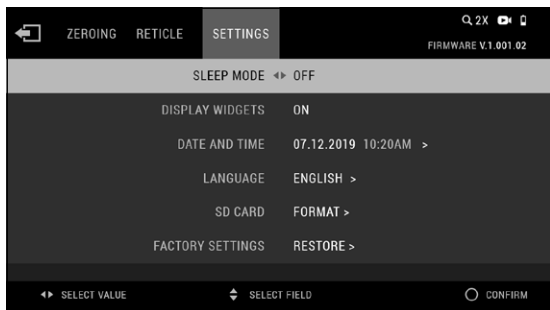 ZEROING RETICLE SETTINGS 2X
FIRMWARE V.1.001.02
SLEEP MODE OFF
DISPLAY WIDGETS ON
DATE AND TIME 07.12.2019 10:20AM >
LANGUAGE ENGLISH >
SD CARD FORMAT >
FACTORY SETTINGS RESTORE >
SELECT VALUE SELECT FIELD CONFIRM